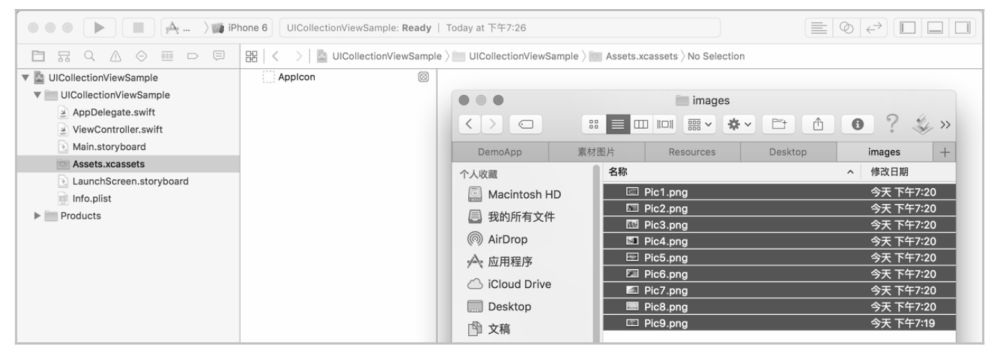 iPhone 6
UICollectionViewSample: Ready | Today at 下午7:26
UICollectionViewSample
UICollectionViewSample
Assets.xcassets
No Selection
UICollectionViewSample
UICollectionViewSample
AppDelegate.swift
ViewController.swift
Main.storyboard
Assets.xcassets
LaunchScreen.storyboard
Info.plist
Products
AppIcon
images
DemoApp
素材图片
Resources
Desktop
images
个人收藏
Macintosh HD
我的所有文件
AirDrop
应用程序
iCloud Drive
Desktop
文稿
名称 修改日期
Pic1.png 今天 下午7:20
Pic2.png 今天 下午7:20
Pic3.png 今天 下午7:20
Pic4.png 今天 下午7:20
Pic5.png 今天 下午7:20
Pic6.png 今天 下午7:20
Pic7.png 今天 下午7:20
Pic8.png 今天 下午7:20
Pic9.png 今天 下午7:19